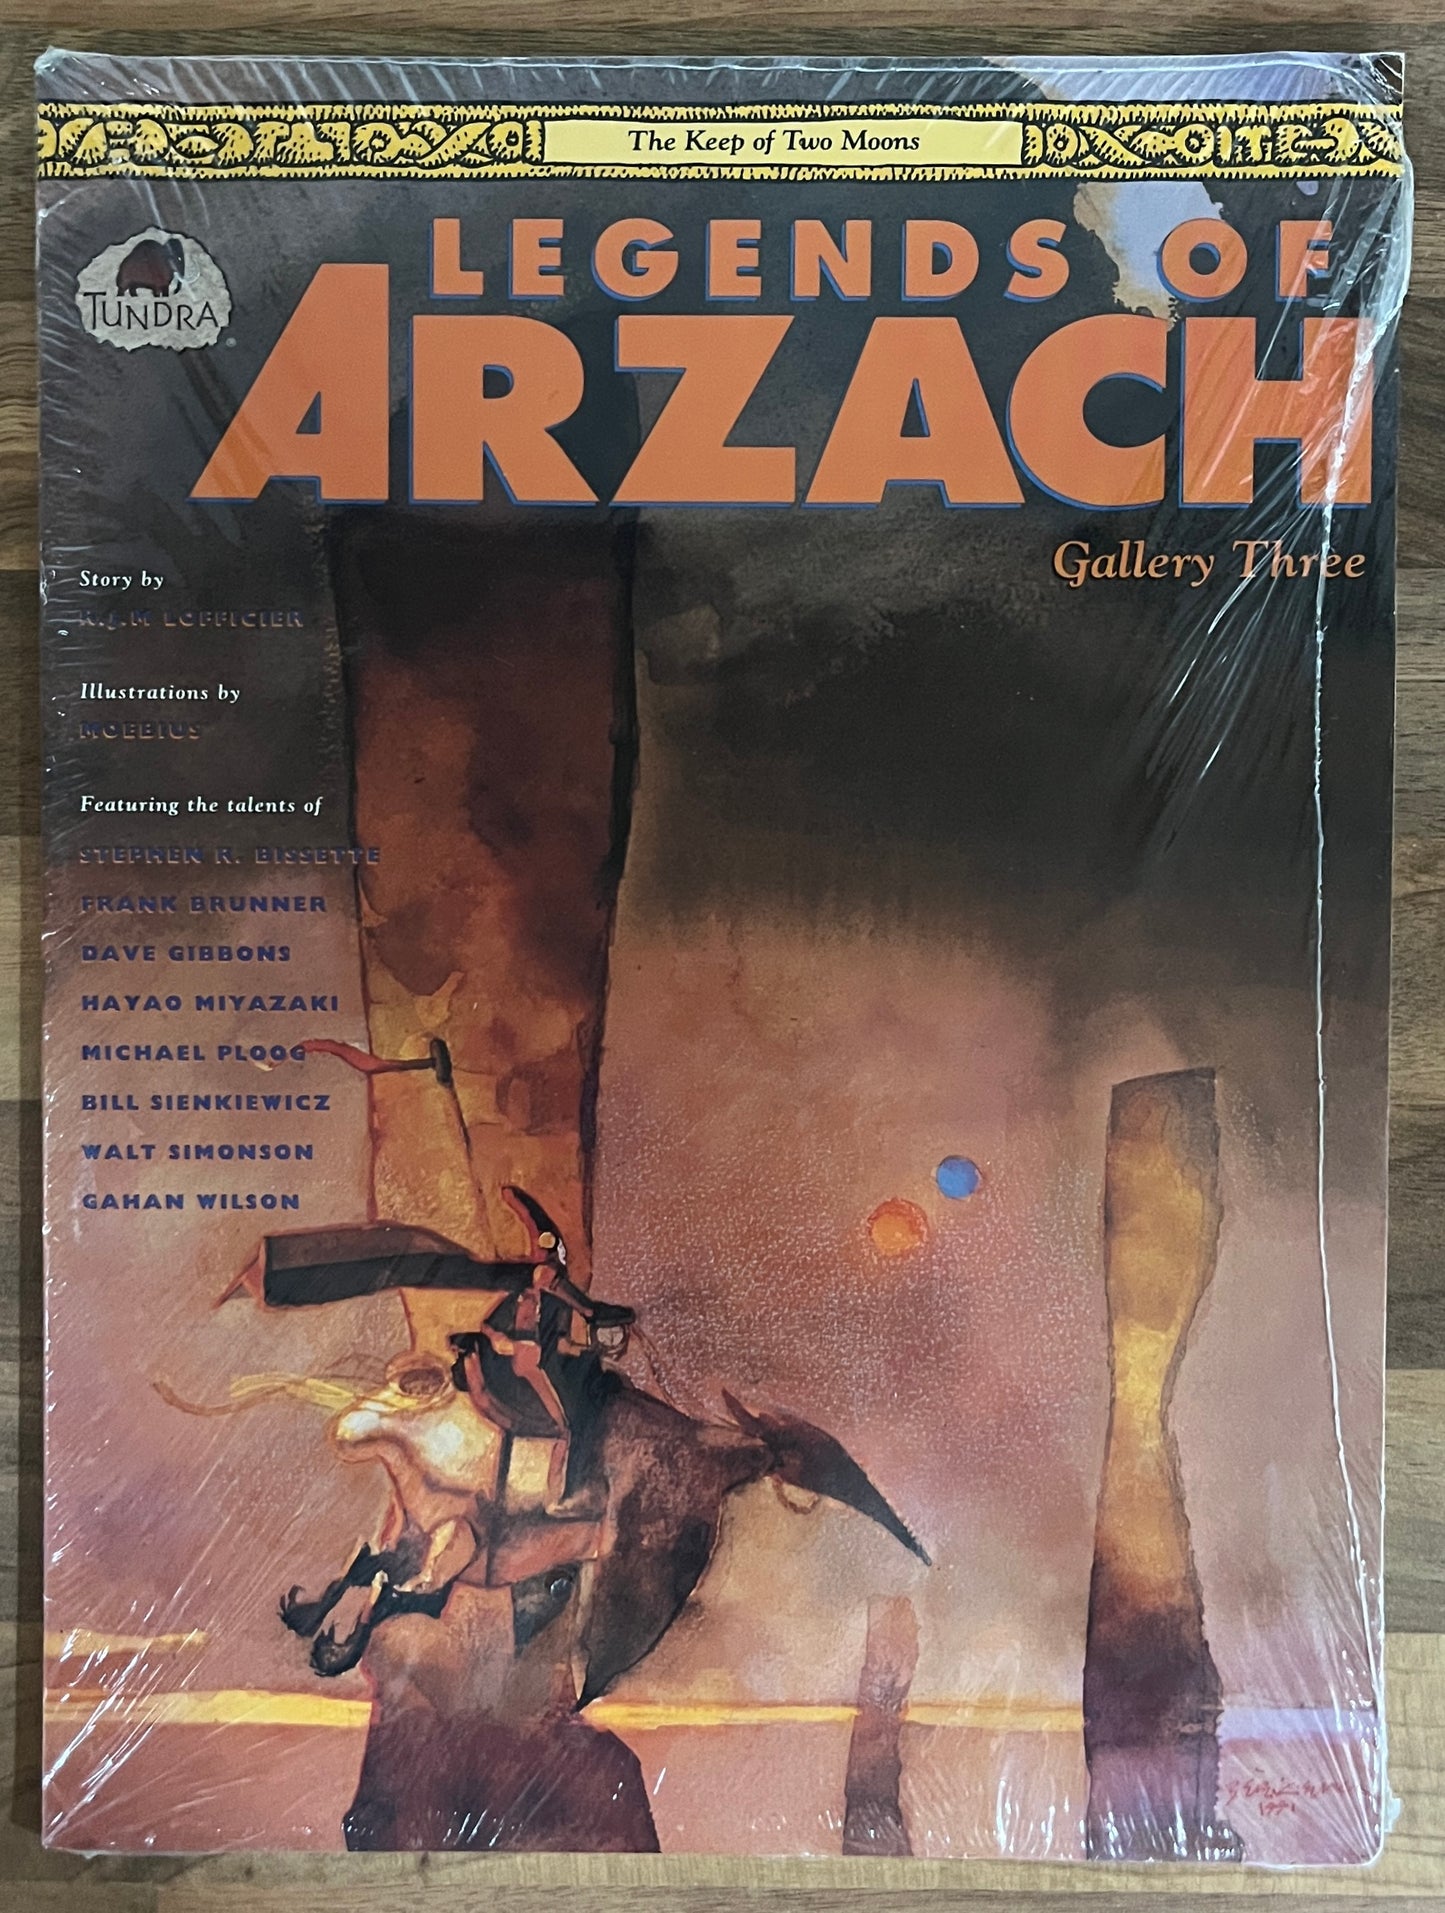 The Keep of Two Moons
TUNDRA
LEGENDS OF
ARZACH
Gallery Three
Story by
R.J.M LOFFICIER
Illustrations by
MOEBIUS
Featuring the talents of
STEPHEN R. BISSETTE
FRANK BRUNNER
DAVE GIBBONS
HAYAO MIYAZAKI
MICHAEL PLOOG
BILL SIENKIEWICZ
WALT SIMONSON
GAHAN WILSON
1991